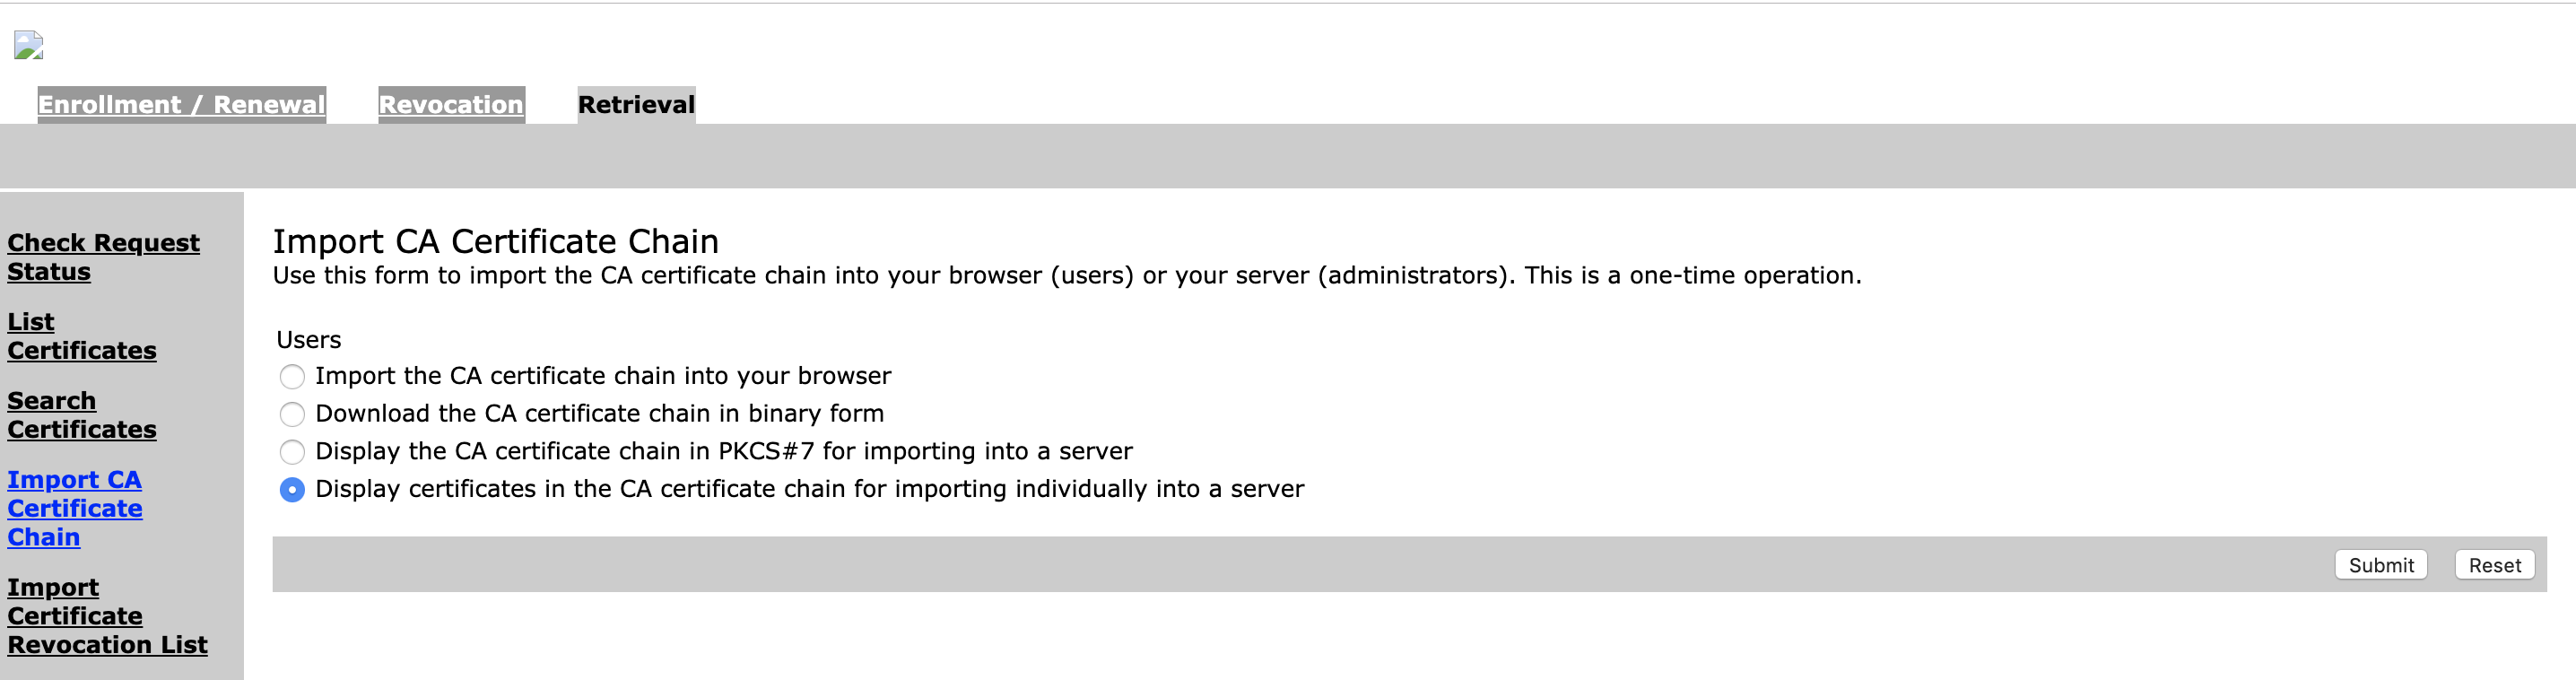 Enrollment / Renewal
Revocation
Retrieval
Check Request
Status
List
Certificates
Search
Certificates
Import CA
Certificate
Chain
Import
Certificate
Revocation List
Import CA Certificate Chain
Use this form to import the CA certificate chain into your browser (users) or your server (administrators). This is a one-time operation.
Users
Import the CA certificate chain into your browser
Download the CA certificate chain in binary form
Display the CA certificate chain in PKCS#7 for importing into a server
Display certificates in the CA certificate chain for importing individually into a server
Submit
Reset